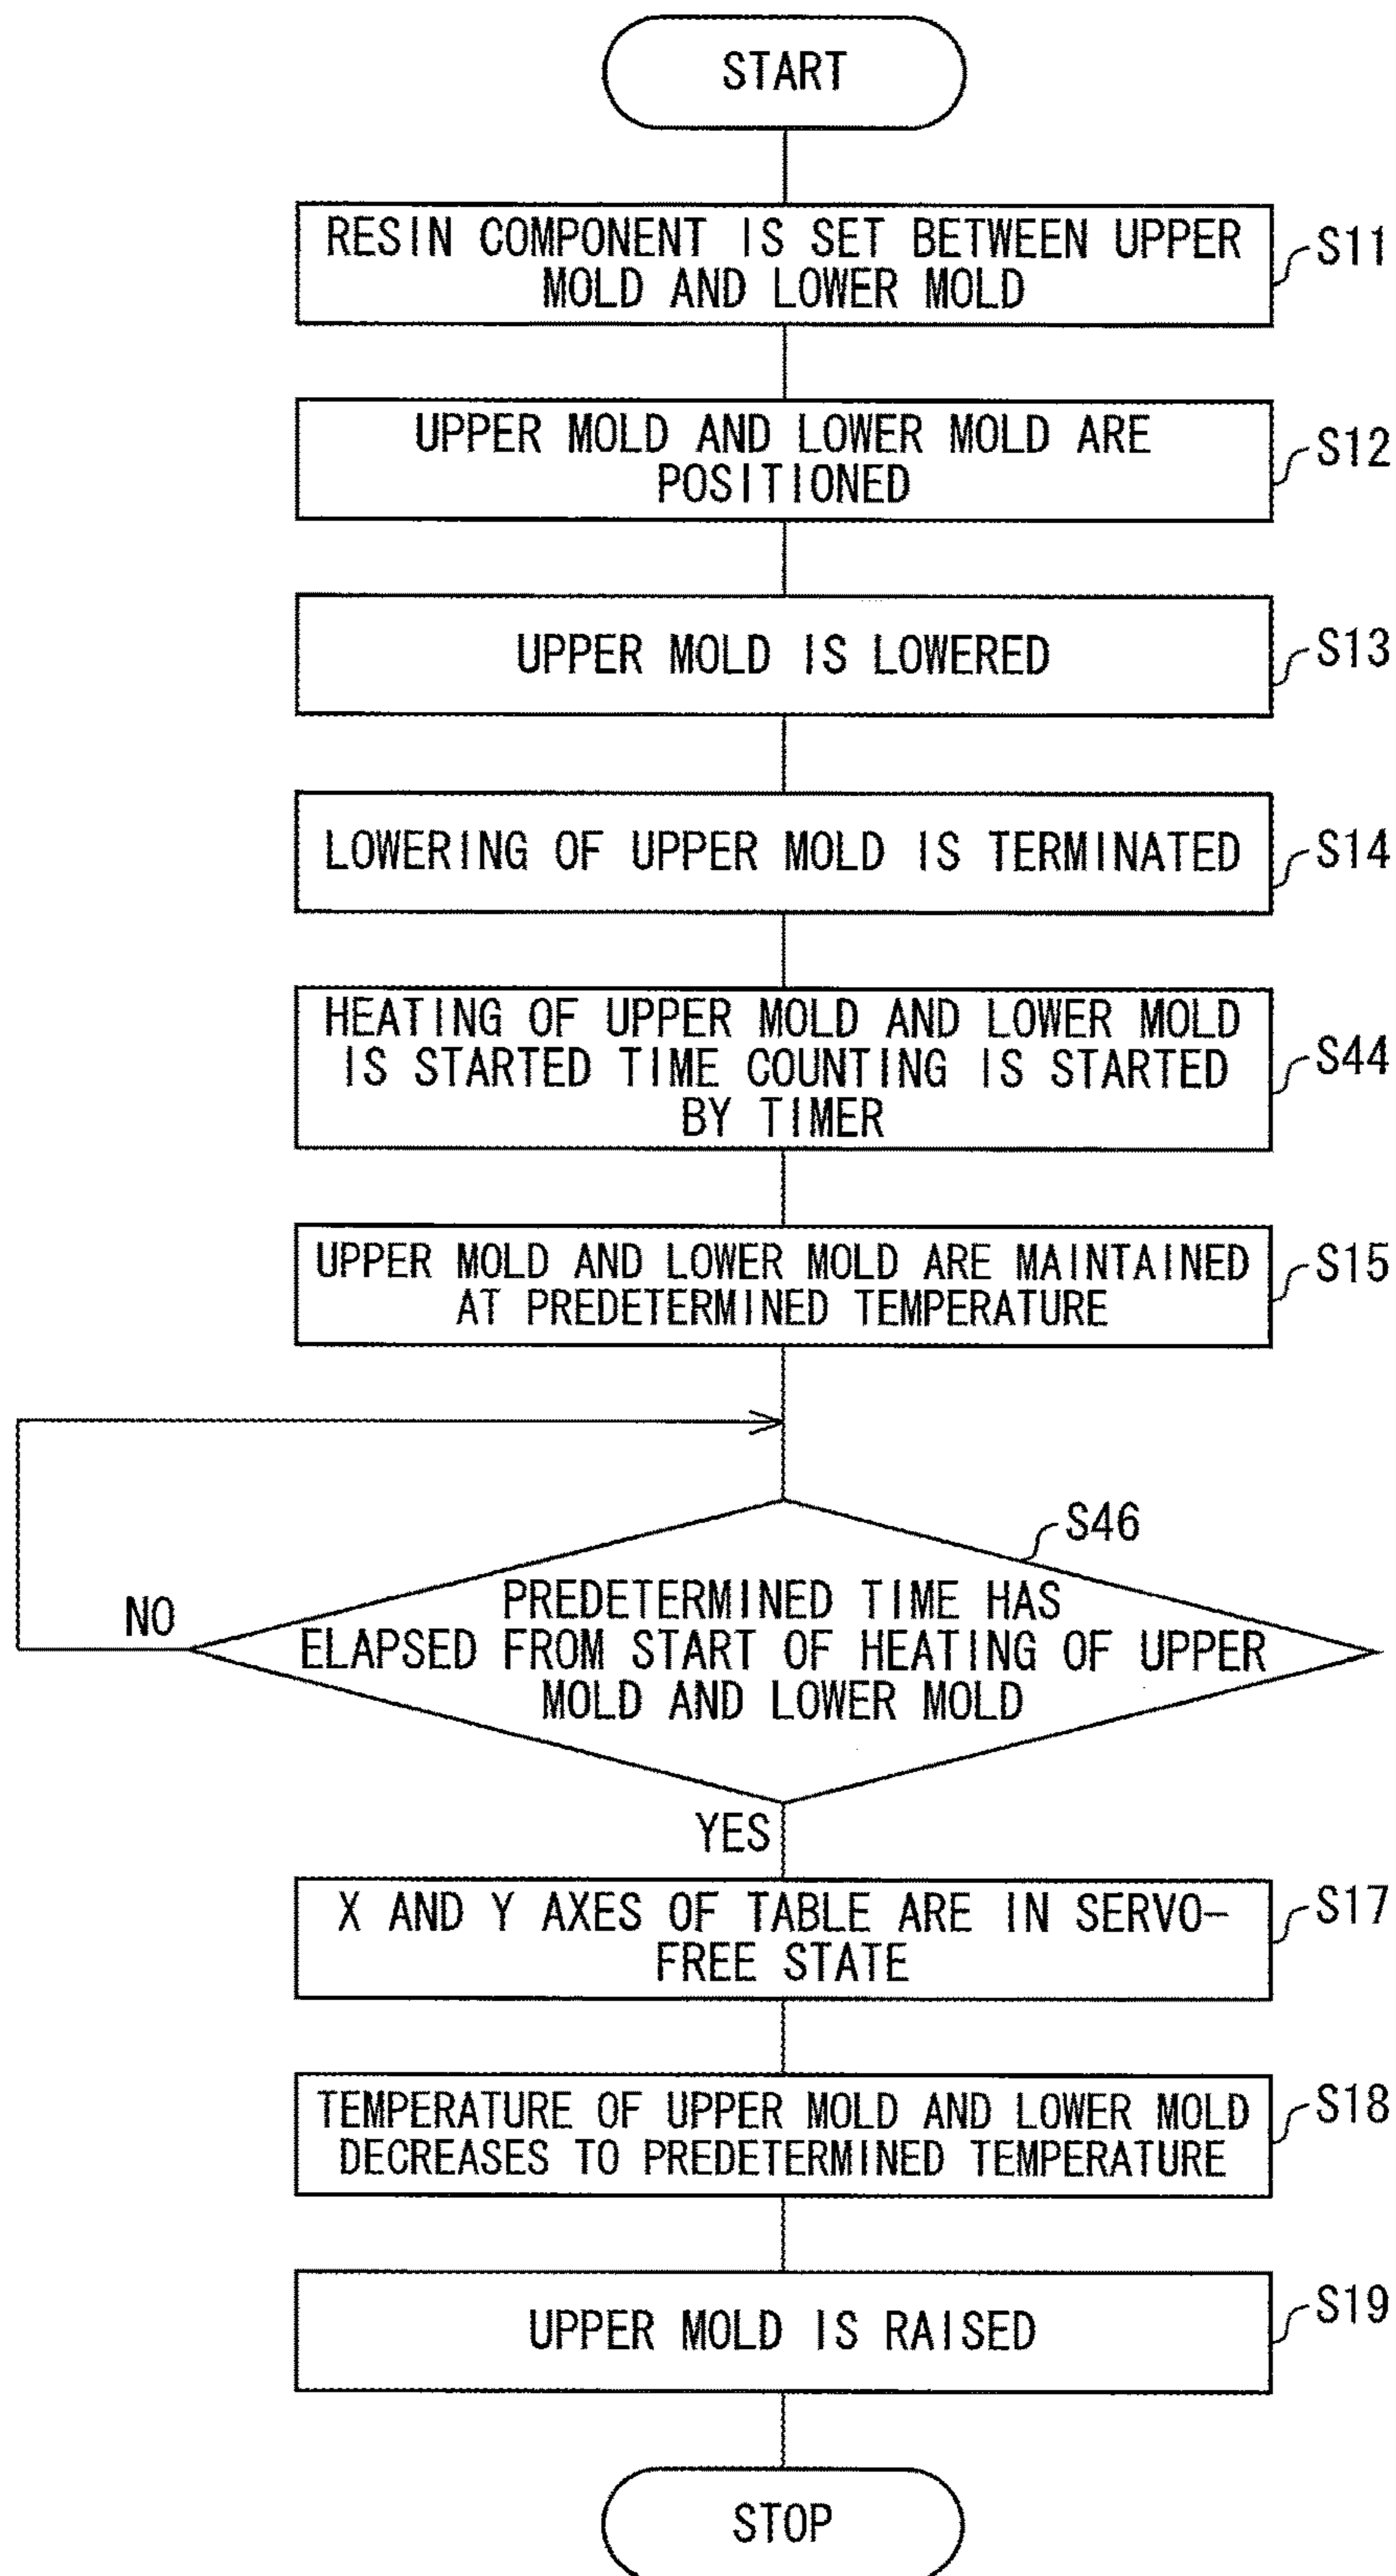 START
RESIN COMPONENT IS SET BETWEEN UPPER
MOLD AND LOWER MOLD
S11
UPPER MOLD AND LOWER MOLD ARE
POSITIONED
S12
UPPER MOLD IS LOWERED
S13
LOWERING OF UPPER MOLD IS TERMINATED
S14
HEATING OF UPPER MOLD AND LOWER MOLD
IS STARTED TIME COUNTING IS STARTED
BY TIMER
S44
UPPER MOLD AND LOWER MOLD ARE MAINTAINED
AT PREDETERMINED TEMPERATURE
S15
S46
PREDETERMINED TIME HAS
ELAPSED FROM START OF HEATING OF UPPER
MOLD AND LOWER MOLD
NO
YES
X AND Y AXES OF TABLE ARE IN SERVO-
FREE STATE
S17
TEMPERATURE OF UPPER MOLD AND LOWER MOLD
DECREASES TO PREDETERMINED TEMPERATURE
S18
UPPER MOLD IS RAISED
S19
STOP